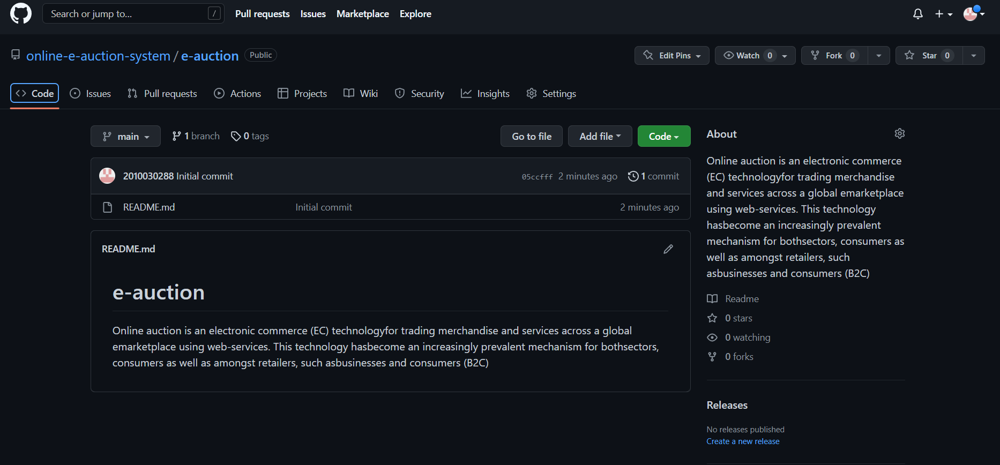 Search or jump to... /
Pull requests Issues Marketplace Explore
online-e-auction-system / e-auction Public
Edit Pins Watch 0 Fork 0 Star 0
Code Issues Pull requests Actions Projects Wiki Security Insights Settings
main 1 branch 0 tags
Go to file Add file Code
2010030288 Initial commit 05ccfff 2 minutes ago 1 commit
README.md Initial commit 2 minutes ago
README.md
e-auction
Online auction is an electronic commerce (EC) technologyfor trading merchandise and services across a global
emarketplace using web-services. This technology hasbecome an increasingly prevalent mechanism for bothsectors,
consumers as well as amongst retailers, such asbusinesses and consumers (B2C)
About
Online auction is an electronic commerce
(EC) technologyfor trading merchandise
and services across a global emarketplace
using web-services. This technology
hasbecome an increasingly prevalent
mechanism for bothsectors, consumers as
well as amongst retailers, such
asbusinesses and consumers (B2C)
Readme
0 stars
0 watching
0 forks
Releases
No releases published
Create a new release